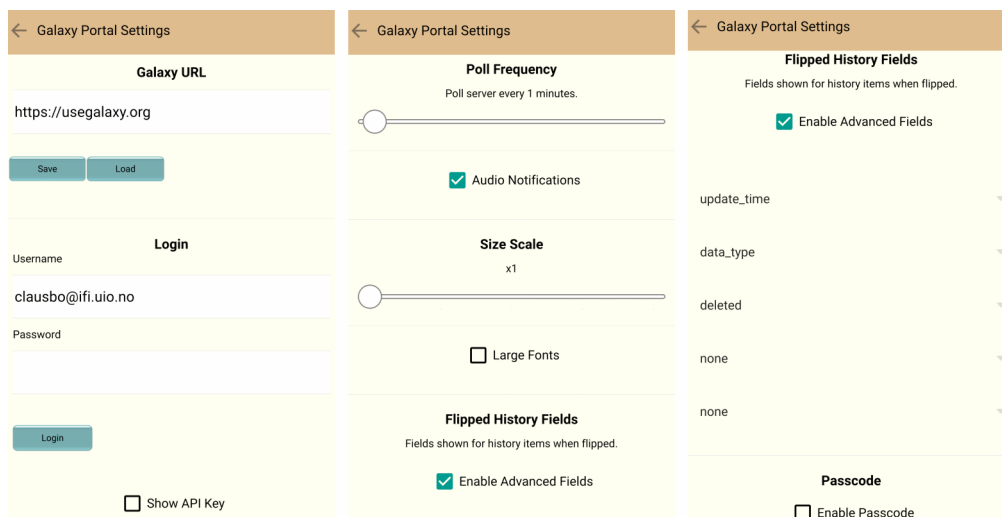 Galaxy Portal Settings
Galaxy URL
https://usegalaxy.org
Save Load
Login
Username
clausbo@ifi.uio.no
Password
Login
Show API Key
Galaxy Portal Settings
Poll Frequency
Poll server every 1 minutes.
Audio Notifications
Size Scale
x1
Large Fonts
Flipped History Fields
Fields shown for history items when flipped.
Enable Advanced Fields
Galaxy Portal Settings
Flipped History Fields
Fields shown for history items when flipped.
Enable Advanced Fields
update_time
data_type
deleted
none
none
Passcode
Enable Passcode